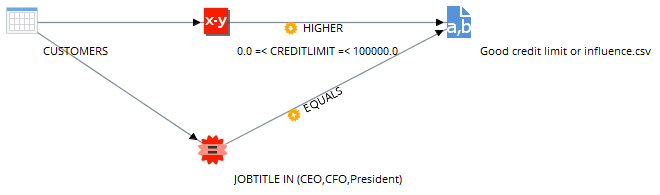 x-y
HIGHER
a,b
CUSTOMERS
0.0 =< CREDITLIMIT =< 100000.0
Good credit limit or influence.csv
EQUALS
=
JOBTITLE IN (CEO,CFO,President)